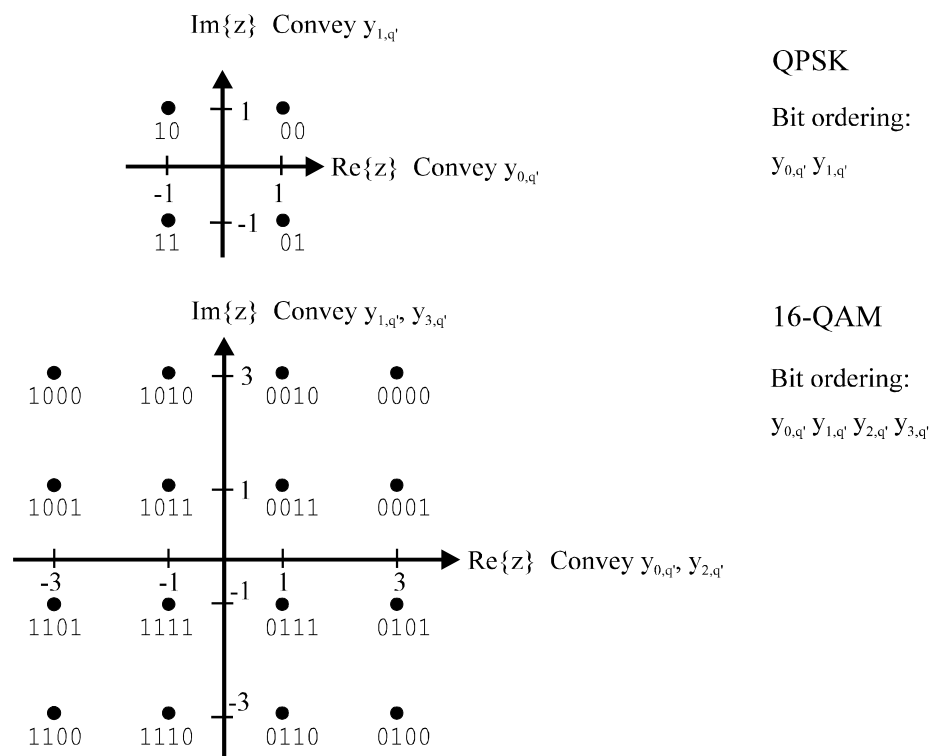 Im{z} Convey y1,q'
QPSK
Bit ordering:
y0,q' y1,q'
1
10 00
Re{z} Convey y0,q'
-1 1
-1
11 01
Im{z} Convey y1,q', y3,q'
16-QAM
Bit ordering:
y0,q' y1,q' y2,q' y3,q'
3
1000 1010 0010 0000
1
1001 1011 0011 0001
Re{z} Convey y0,q', y2,q'
-3 -1 1 3
-1
1101 1111 0111 0101
-3
1100 1110 0110 0100